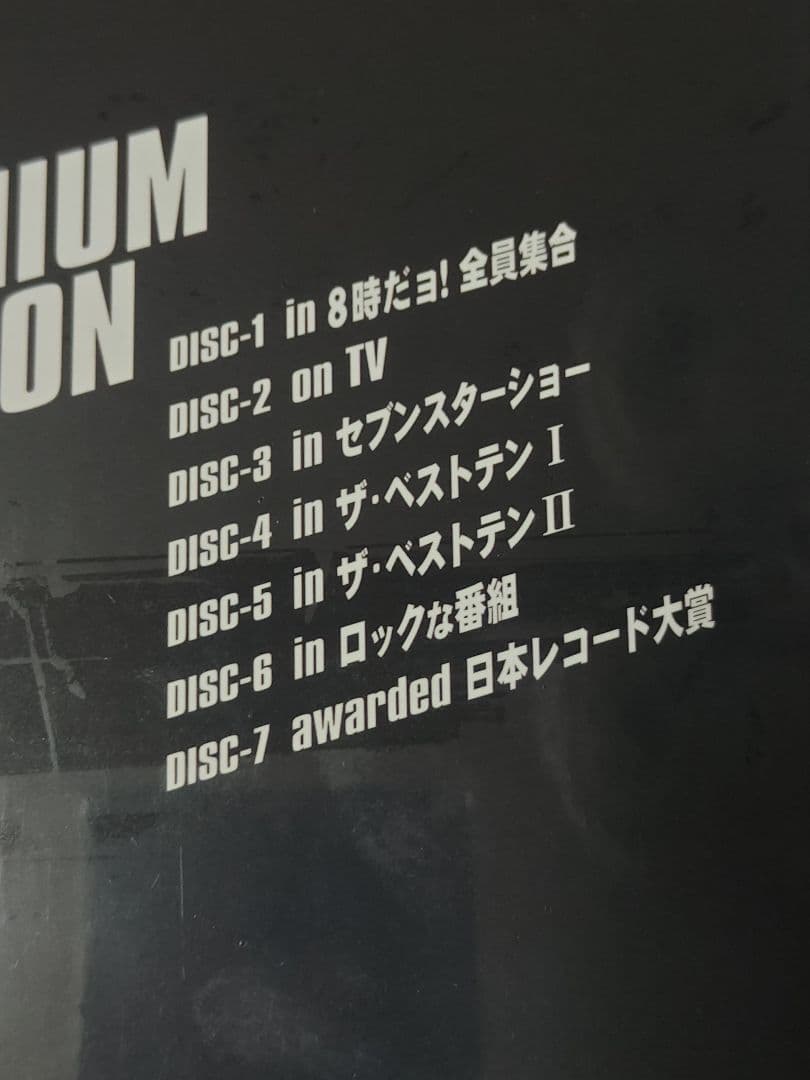 NIUM
ON
DISC-1 in 8時だョ! 全員集合
DISC-2 on TV
DISC-3 in セブンスターショー
DISC-4 in ザ・ベストテン I
DISC-5 in ザ・ベストテン II
DISC-6 in ロックな番組
DISC-7 awarded 日本レコード大賞